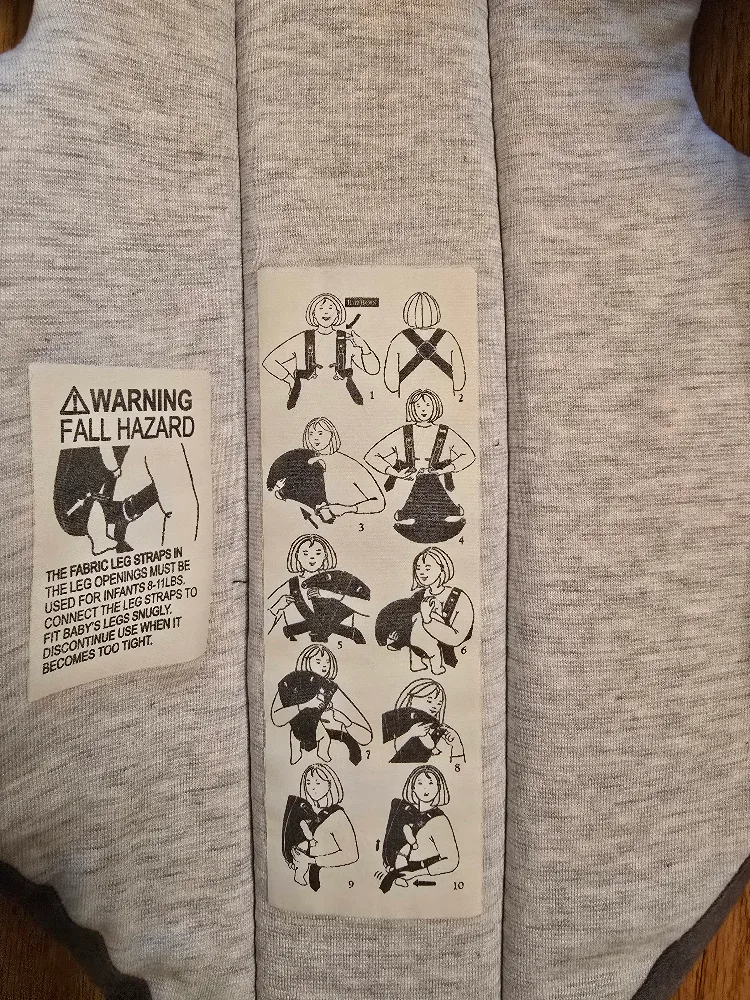 ⚠ WARNING
FALL HAZARD
THE FABRIC LEG STRAPS IN
THE LEG OPENINGS MUST BE
USED FOR INFANTS 8-11LBS.
CONNECT THE LEG STRAPS TO
FIT BABY'S LEGS SNUGLY.
DISCONTINUE USE WHEN IT
BECOMES TOO TIGHT.
1
2
3
4
5
6
7
8
9
10